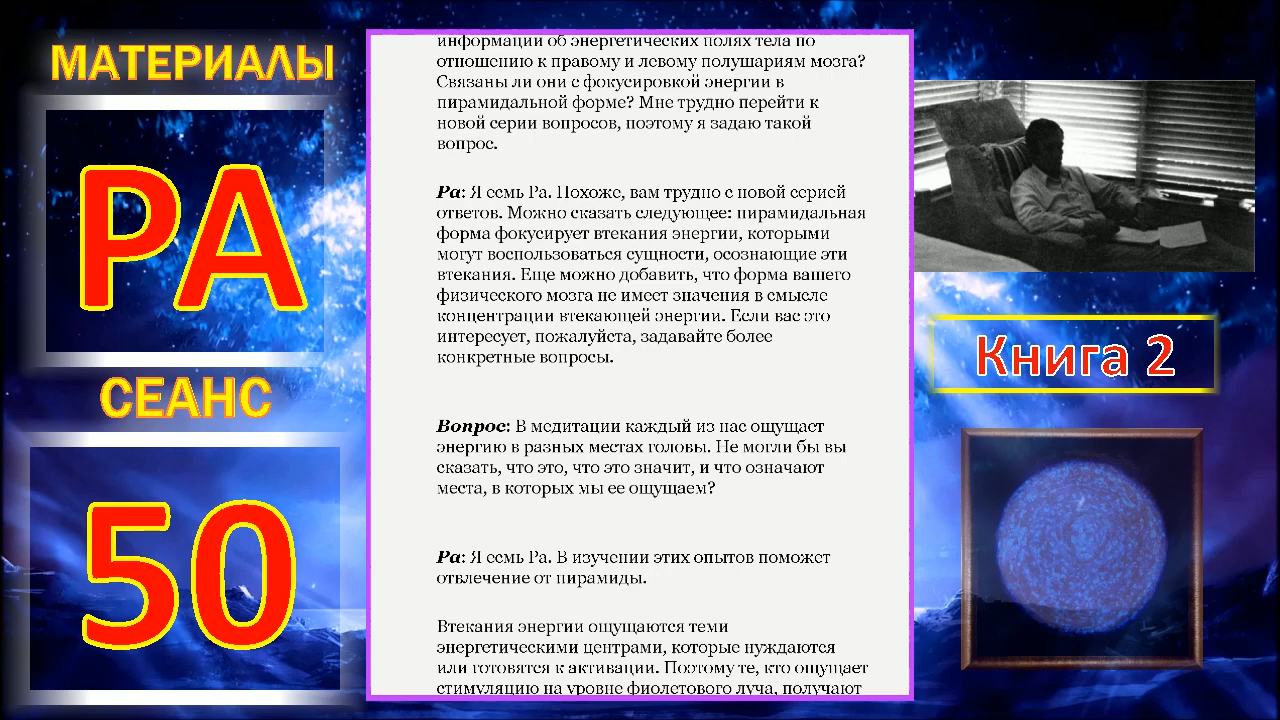 МАТЕРИАЛЫ
РА
СЕАНС
50
информации об энергетических полях тела по
отношению к правому и левому полушариям мозга?
Связаны ли они с фокусировкой энергии в
пирамидальной форме? Мне трудно перейти к
новой серии вопросов, поэтому я задаю такой
вопрос.
Ра: Я семь Ра. Похоже, вам трудно с новой серией
ответов. Можно сказать следующее: пирамидальная
форма фокусирует втекания энергии, которыми
могут воспользоваться сущности, осознающие эти
втекания. Еще можно добавить, что форма вашего
физического мозга не имеет значения в смысле
концентрации втекающей энергии. Если вас это
интересует, пожалуйста, задавайте более
конкретные вопросы.
Вопрос: В медитации каждый из нас ощущает
энергию в разных местах головы. Не могли бы вы
сказать, что это, что это значит, и что означают
места, в которых мы ее ощущаем?
Ра: Я семь Ра. В изучении этих опытов поможет
отвлечение от пирамиды.
Втекания энергии ощущаются теми
энергетическими центрами, которые нуждаются
или готовятся к активации. Поэтому те, кто ощущает
стимуляцию на уровне фиолетового луча, получают
Книга 2